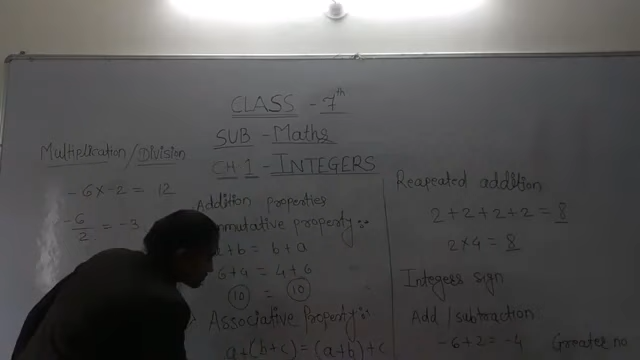 CLASS - 7th
SUB - Maths
CH 1 - INTEGERS
Multiplication/Division
-6 x -2 = 12
-6/2 = -3
Addition properties
mmutative property :-
a+b = b+a
6+4 = 4+6
10 = 10
Associative Property :-
a+(b+c) = (a+b)+c
Reapeated addition
2+2+2+2 = 8
2x4 = 8
Integers sign
Add / subtraction
-6+2 = -4 Greater no